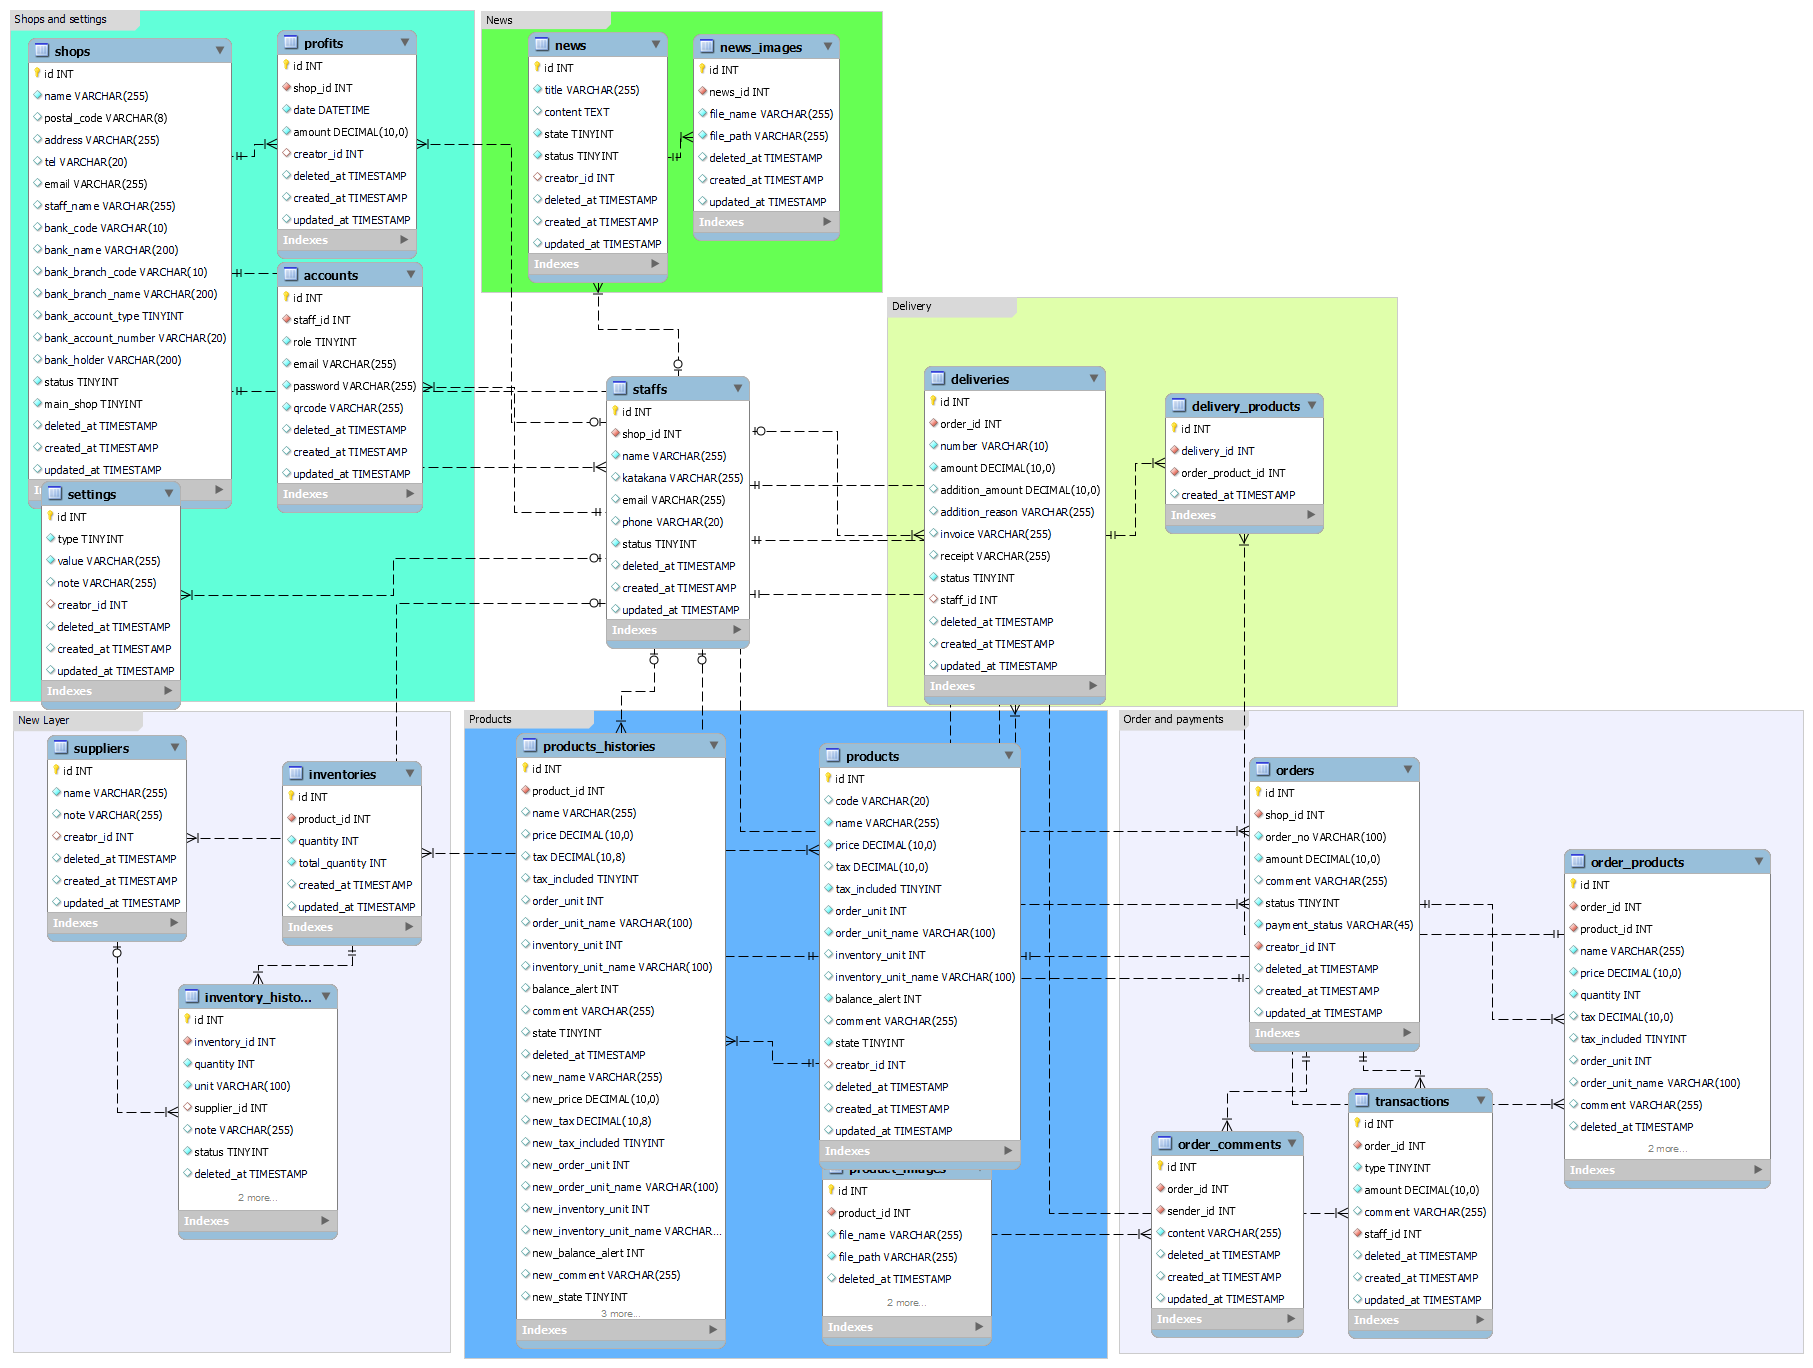 Shops and settings
shops
id INT
name VARCHAR(255)
postal_code VARCHAR(8)
address VARCHAR(255)
tel VARCHAR(20)
email VARCHAR(255)
staff_name VARCHAR(255)
bank_code VARCHAR(10)
bank_name VARCHAR(200)
bank_branch_code VARCHAR(10)
bank_branch_name VARCHAR(200)
bank_account_type TINYINT
bank_account_number VARCHAR(20)
bank_holder VARCHAR(200)
status TINYINT
main_shop TINYINT
deleted_at TIMESTAMP
created_at TIMESTAMP
updated_at TIMESTAMP
profits
id INT
shop_id INT
date DATETIME
amount DECIMAL(10,0)
creator_id INT
deleted_at TIMESTAMP
created_at TIMESTAMP
updated_at TIMESTAMP
Indexes
accounts
id INT
staff_id INT
role TINYINT
email VARCHAR(255)
password VARCHAR(255)
qrcode VARCHAR(255)
deleted_at TIMESTAMP
created_at TIMESTAMP
updated_at TIMESTAMP
Indexes
settings
id INT
type TINYINT
value VARCHAR(255)
note VARCHAR(255)
creator_id INT
deleted_at TIMESTAMP
created_at TIMESTAMP
updated_at TIMESTAMP
Indexes
News
news
id INT
title VARCHAR(255)
content TEXT
state TINYINT
status TINYINT
creator_id INT
deleted_at TIMESTAMP
created_at TIMESTAMP
updated_at TIMESTAMP
Indexes
news_images
id INT
news_id INT
file_name VARCHAR(255)
file_path VARCHAR(255)
deleted_at TIMESTAMP
created_at TIMESTAMP
updated_at TIMESTAMP
Indexes
staffs
id INT
shop_id INT
name VARCHAR(255)
katakana VARCHAR(255)
email VARCHAR(255)
phone VARCHAR(20)
status TINYINT
deleted_at TIMESTAMP
created_at TIMESTAMP
updated_at TIMESTAMP
Indexes
Delivery
deliveries
id INT
order_id INT
number VARCHAR(10)
amount DECIMAL(10,0)
addition_amount DECIMAL(10,0)
addition_reason VARCHAR(255)
invoice VARCHAR(255)
receipt VARCHAR(255)
status TINYINT
staff_id INT
deleted_at TIMESTAMP
created_at TIMESTAMP
updated_at TIMESTAMP
Indexes
delivery_products
id INT
delivery_id INT
order_product_id INT
created_at TIMESTAMP
Indexes
New Layer
suppliers
id INT
name VARCHAR(255)
note VARCHAR(255)
creator_id INT
deleted_at TIMESTAMP
created_at TIMESTAMP
updated_at TIMESTAMP
Indexes
inventories
id INT
product_id INT
quantity INT
total_quantity INT
created_at TIMESTAMP
updated_at TIMESTAMP
Indexes
inventory_histo...
id INT
inventory_id INT
quantity INT
unit VARCHAR(100)
supplier_id INT
note VARCHAR(255)
status TINYINT
deleted_at TIMESTAMP
2 more...
Indexes
Products
products_histories
id INT
product_id INT
name VARCHAR(255)
price DECIMAL(10,0)
tax DECIMAL(10,8)
tax_included TINYINT
order_unit INT
order_unit_name VARCHAR(100)
inventory_unit INT
inventory_unit_name VARCHAR(100)
balance_alert INT
comment VARCHAR(255)
state TINYINT
deleted_at TIMESTAMP
new_name VARCHAR(255)
new_price DECIMAL(10,0)
new_tax DECIMAL(10,8)
new_tax_included TINYINT
new_order_unit INT
new_order_unit_name VARCHAR(100)
new_inventory_unit INT
new_inventory_unit_name VARCHAR...
new_balance_alert INT
new_comment VARCHAR(255)
new_state TINYINT
3 more...
Indexes
products
id INT
code VARCHAR(20)
name VARCHAR(255)
price DECIMAL(10,0)
tax DECIMAL(10,0)
tax_included TINYINT
order_unit INT
order_unit_name VARCHAR(100)
inventory_unit INT
inventory_unit_name VARCHAR(100)
balance_alert INT
comment VARCHAR(255)
state TINYINT
creator_id INT
deleted_at TIMESTAMP
created_at TIMESTAMP
updated_at TIMESTAMP
Indexes
product_images
id INT
product_id INT
file_name VARCHAR(255)
file_path VARCHAR(255)
deleted_at TIMESTAMP
2 more...
Indexes
Order and payments
orders
id INT
shop_id INT
order_no VARCHAR(100)
amount DECIMAL(10,0)
comment VARCHAR(255)
status TINYINT
payment_status VARCHAR(45)
creator_id INT
deleted_at TIMESTAMP
created_at TIMESTAMP
updated_at TIMESTAMP
Indexes
order_products
id INT
order_id INT
product_id INT
name VARCHAR(255)
price DECIMAL(10,0)
quantity INT
tax DECIMAL(10,0)
tax_included TINYINT
order_unit INT
order_unit_name VARCHAR(100)
comment VARCHAR(255)
deleted_at TIMESTAMP
2 more...
Indexes
order_comments
id INT
order_id INT
sender_id INT
content VARCHAR(255)
deleted_at TIMESTAMP
created_at TIMESTAMP
updated_at TIMESTAMP
Indexes
transactions
id INT
order_id INT
type TINYINT
amount DECIMAL(10,0)
comment VARCHAR(255)
staff_id INT
deleted_at TIMESTAMP
created_at TIMESTAMP
updated_at TIMESTAMP
Indexes